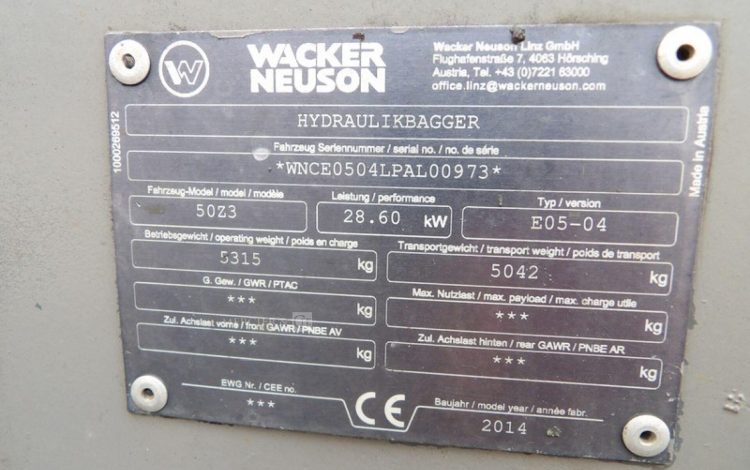 WACKER
NEUSON
Wacker Neuson Linz GmbH
Flughafenstraße 7, 4063 Hörsching
Austria, Tel. +43 (0)7221 63000
office.linz@wackerneuson.com
1000269512
Made in Austria
HYDRAULIKBAGGER
Fahrzeug Seriennummer / serial no. / no. de série
*WNCE0504LPAL00973*
Fahrzeug-Model / model / modèle
50Z3
Leistung / performance
28.60 kW
Typ / version
E05-04
Betriebsgewicht / operating weight / poids en charge
5315 kg
Transportgewicht / transport weight / poids de transport
5042 kg
G. Gew. / GWR / PTAC
*** kg
Max. Nutzlast / max. payload / max. charge utile
*** kg
Zul. Achslast vorne / front GAWR / PNBE AV
*** kg
Zul. Achslast hinten / rear GAWR / PNBE AR
*** kg
EWG Nr. / CEE no.
***
CE
Baujahr / model year / année fabr.
2014